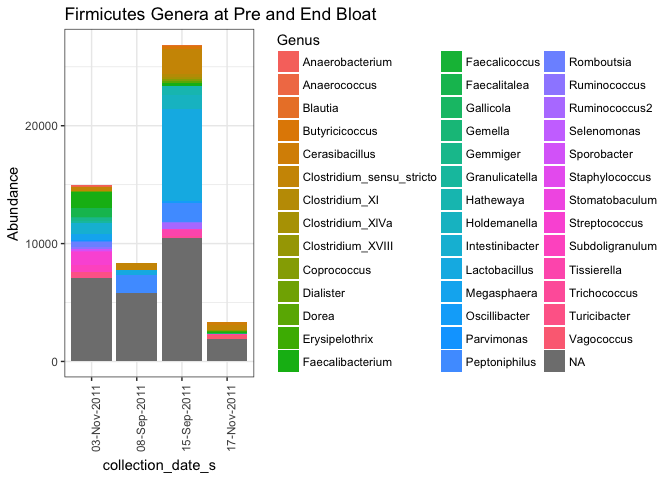 Firmicutes Genera at Pre and End Bloat
Abundance
20000
10000
0
03-Nov-2011
08-Sep-2011
15-Sep-2011
17-Nov-2011
collection_date_s
Genus
Anaerobacterium
Anaerococcus
Blautia
Butyricicoccus
Cerasibacillus
Clostridium_sensu_stricto
Clostridium_XI
Clostridium_XlVa
Clostridium_XVIII
Coprococcus
Dialister
Dorea
Erysipelothrix
Faecalibacterium
Faecalicoccus
Faecalitalea
Gallicola
Gemella
Gemmiger
Granulicatella
Hathewaya
Holdemanella
Intestinibacter
Lactobacillus
Megasphaera
Oscillibacter
Parvimonas
Peptoniphilus
Romboutsia
Ruminococcus
Ruminococcus2
Selenomonas
Sporobacter
Staphylococcus
Stomatobaculum
Streptococcus
Subdoligranulum
Tissierella
Trichococcus
Turicibacter
Vagococcus
NA